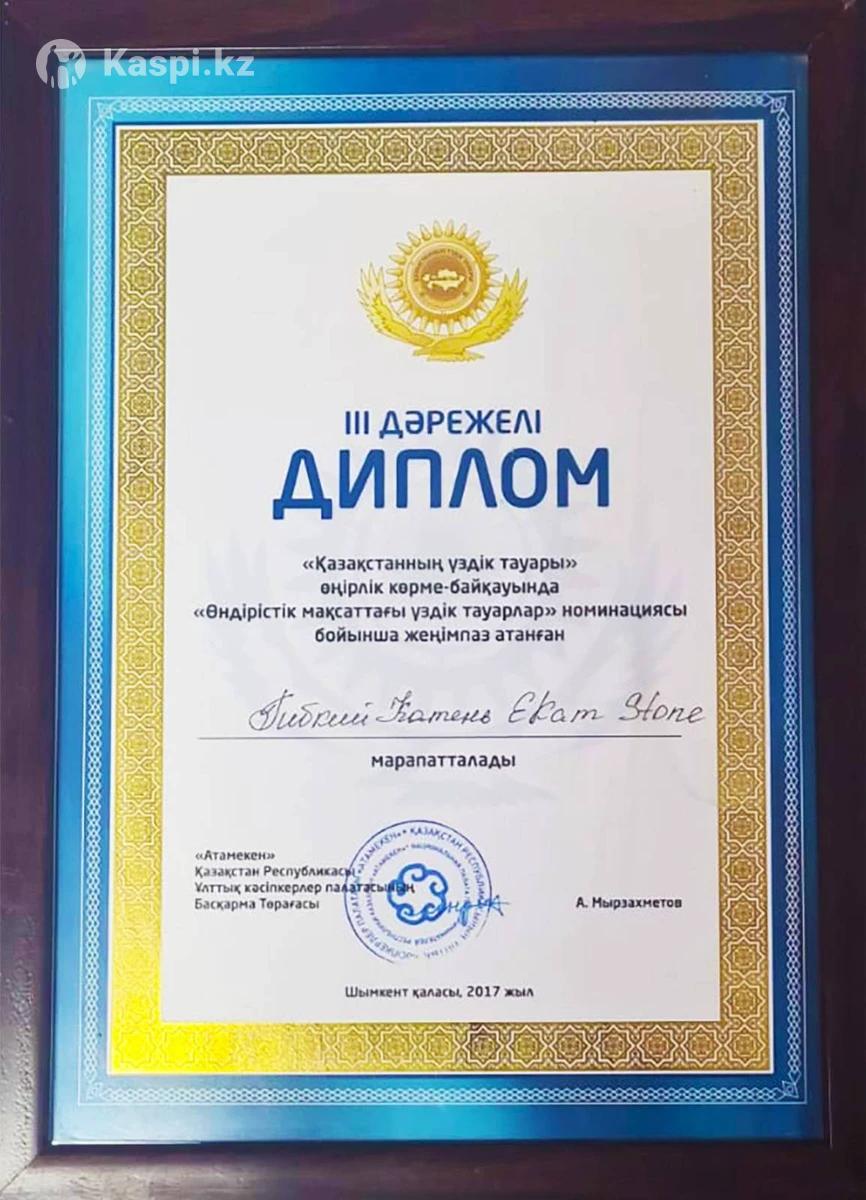 Kaspi.kz
III ДӘРЕЖЕЛІ
ДИПЛОМ
«Қазақстанның үздік тауары»
өңірлік көрме-байқауында
«Өндірістік мақсаттағы үздік тауарлар» номинациясы
бойынша жеңімпаз атанған
Гибкий Камень Екат Stone
марапатталады
«Атамекен»
Қазақстан Республикасы
Ұлттық кәсіпкерлер палатасының
Басқарма Төрағасы
А. Мырзахметов
Шымкент қаласы, 2017 жыл